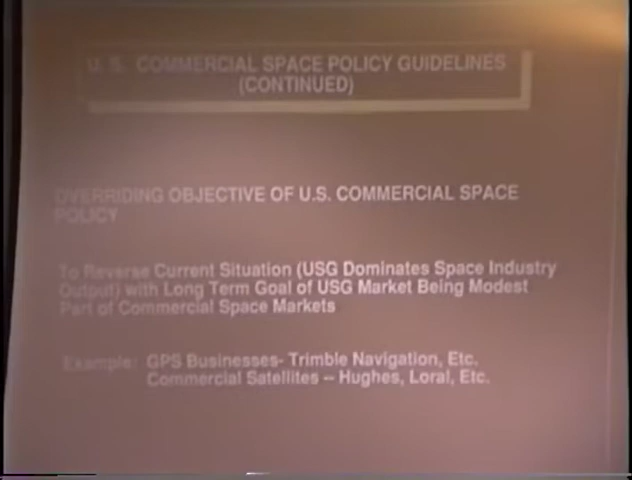 U. S. COMMERCIAL SPACE POLICY GUIDELINES
(CONTINUED)
OVERRIDING OBJECTIVE OF U.S. COMMERCIAL SPACE
POLICY
To Reverse Current Situation (USG Dominates Space Industry
Output) with Long Term Goal of USG Market Being Modest
Part of Commercial Space Markets
Example: GPS Businesses- Trimble Navigation, Etc.
Commercial Satellites -- Hughes, Loral, Etc.